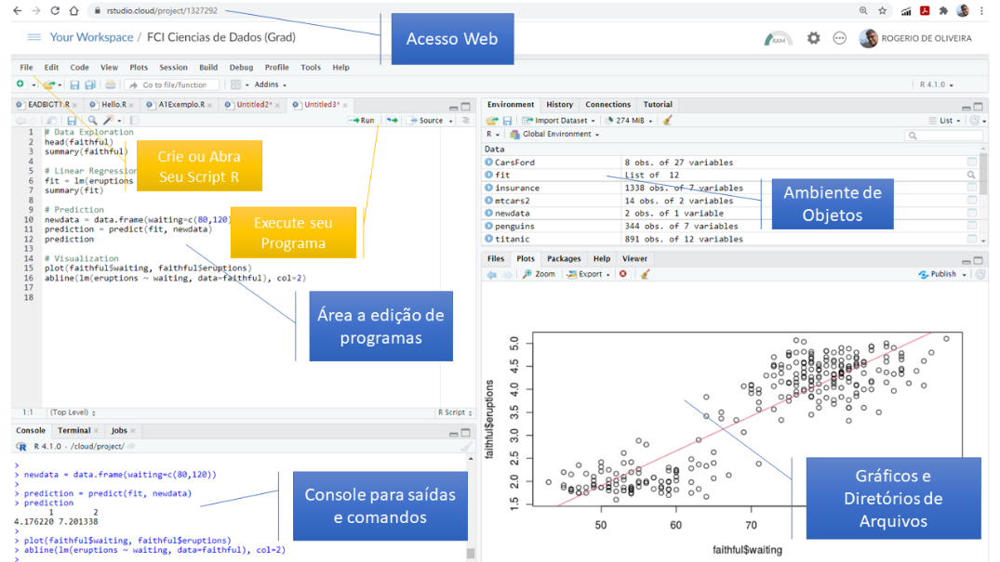 rstudio.cloud/project/1327292
Acesso Web
Your Workspace / FCI Ciencias de Dados (Grad)
RAM
ROGERIO DE OLIVEIRA
File Edit Code View Plots Session Build Debug Profile Tools Help
Go to file/function
Addins
R 4.1.0
EADBIGT1.R
Hello.R
A1Exemplo.R
Untitled2*
Untitled3*
Run
Source
1 # Data Exploration
2 head(faithful)
3 summary(faithful)
4
5 # Linear Regression
6 fit = lm(eruptions
7 summary(fit)
8
9 # Prediction
10 newdata = data.frame(waiting=c(80,120)
11 prediction = predict(fit, newdata)
12 prediction
13
14 # Visualization
15 plot(faithful$waiting, faithful$eruptions)
16 abline(lm(eruptions ~ waiting, data=faithful), col=2)
17
18
Crie ou Abra
Seu Script R
Execute seu
Programa
Área a edição de
programas
1:1 (Top Level)
R Script
Console Terminal Jobs
R 4.1.0 · /cloud/project/
>
> newdata = data.frame(waiting=c(80,120))
>
> prediction = predict(fit, newdata)
> prediction
1 2
4.176220 7.201338
>
> plot(faithful$waiting, faithful$eruptions)
> abline(lm(eruptions ~ waiting, data=faithful), col=2)
>
Console para saídas
e comandos
Environment History Connections Tutorial
Import Dataset
274 MiB
List
R
Global Environment
Data
CarsFord 8 obs. of 27 variables
fit List of 12
insurance 1338 obs. of 7 variables
mtcars2 14 obs. of 2 variables
newdata 2 obs. of 1 variable
penguins 344 obs. of 7 variables
titanic 891 obs. of 12 variables
Ambiente de
Objetos
Files Plots Packages Help Viewer
Zoom
Export
Publish
faithful$eruptions
5.0
4.5
4.0
3.5
3.0
2.5
2.0
1.5
50 60 70
faithful$waiting
Gráficos e
Diretórios de
Arquivos